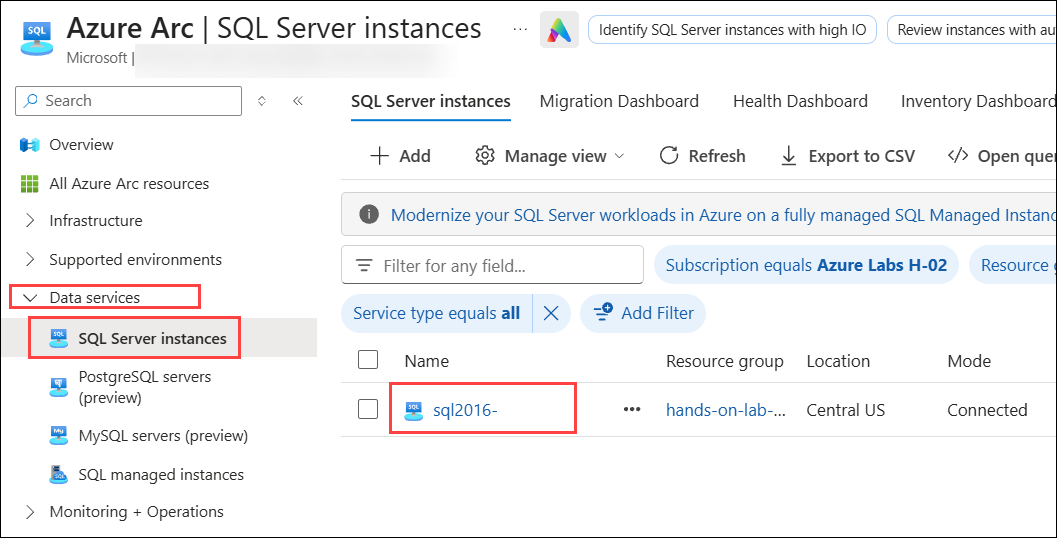 Azure Arc | SQL Server instances ...
Identify SQL Server instances with high IO
Review instances with au
Microsoft |
Search
SQL Server instances
Migration Dashboard
Health Dashboard
Inventory Dashboard
Overview
All Azure Arc resources
Infrastructure
Supported environments
Data services
SQL Server instances
PostgreSQL servers
(preview)
MySQL servers (preview)
SQL managed instances
Monitoring + Operations
Add
Manage view
Refresh
Export to CSV
Open quer
Modernize your SQL Server workloads in Azure on a fully managed SQL Managed Instanc
Filter for any field...
Subscription equals Azure Labs H-02
Resource g
Service type equals all
Add Filter
Name
Resource group
Location
Mode
sql2016-
hands-on-lab-...
Central US
Connected